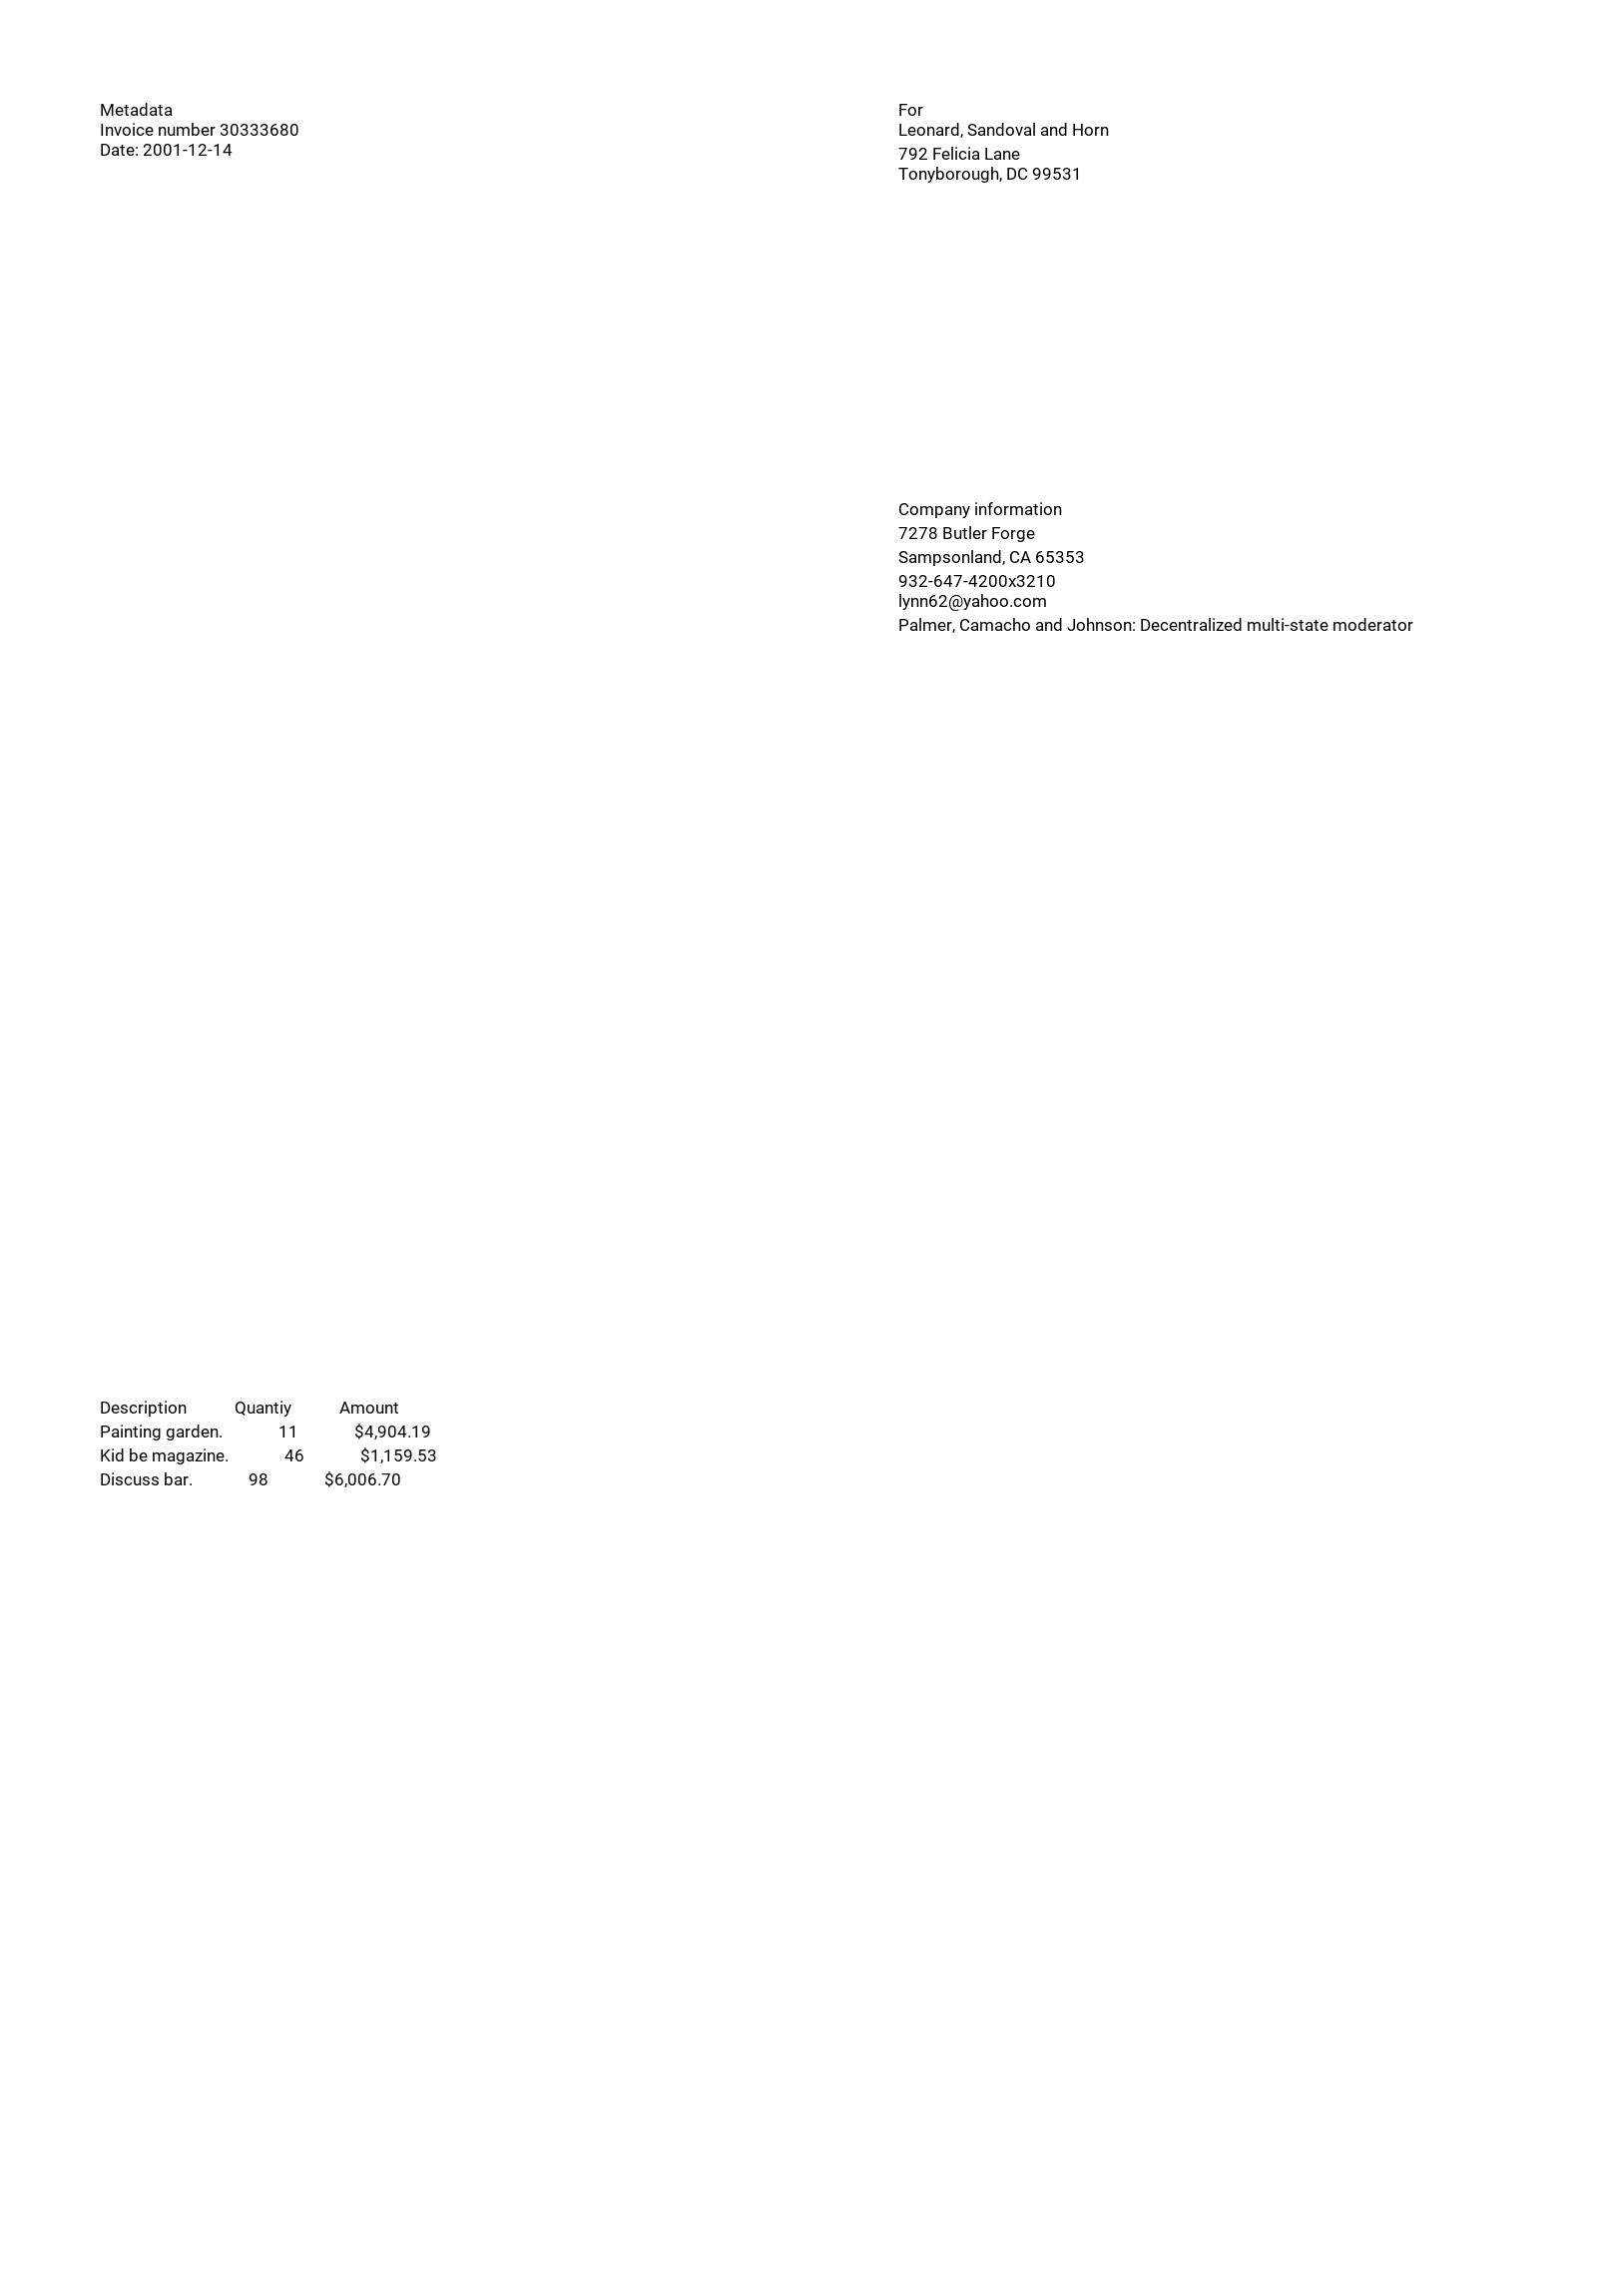 Metadata
Invoice number 30333680
Date: 2001-12-14
For
Leonard, Sandoval and Horn
792 Felicia Lane
Tonyborough, DC 99531
Company information
7278 Butler Forge
Sampsonland, CA 65353
932-647-4200x3210
lynn62@yahoo.com
Palmer, Camacho and Johnson: Decentralized multi-state moderator
Description Quantiy Amount
Painting garden. 11 $4,904.19
Kid be magazine. 46 $1,159.53
Discuss bar. 98 $6,006.70